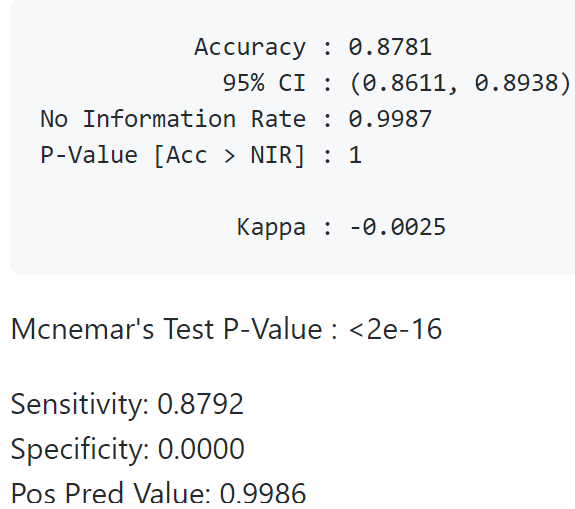 Accuracy : 0.8781
95% CI : (0.8611, 0.8938)
No Information Rate : 0.9987
P-Value [Acc > NIR] : 1
Kappa : -0.0025
Mcnemar's Test P-Value : <2e-16
Sensitivity: 0.8792
Specificity: 0.0000
Pos Pred Value: 0.9986